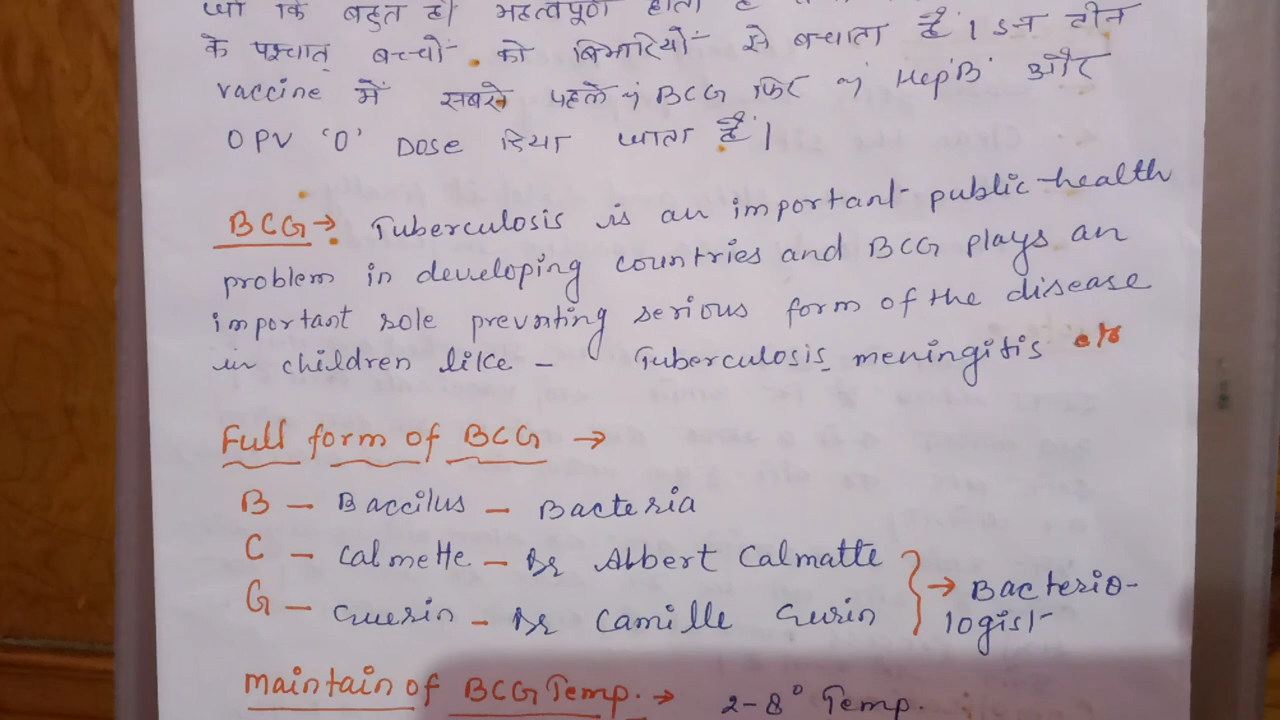 जो कि बहुत ही महत्वपूर्ण होता है
के पश्चात् बच्चो को बिमारियों से बचाता है। इन तीन
vaccine में सबसे पहले BCG फिर Hep'B' और
OPV 'O' Dose दिया जाता है।
BCG → Tuberculosis is an important public-health
problem in developing countries and BCG plays an
important role preventing serious form of the disease
in children like - Tuberculosis meningitis
Full form of BCG →
B - Baccilus - Bacteria
C - Calmette - Dr Albert Calmatte
G - Guerin - Dr Camille Gurin } → Bacterio-
logist
Maintain of BCG Temp. → 2-8° Temp.